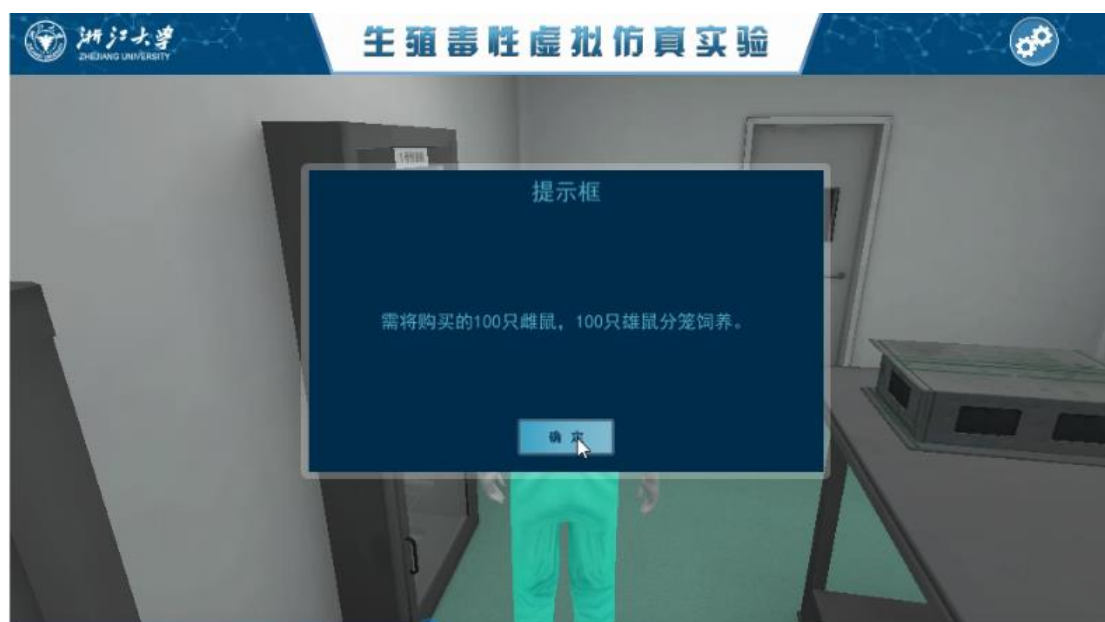 浙江大学
ZHEJIANG UNIVERSITY
生殖毒性虚拟仿真实验
提示框
需将购买的100只雌鼠，100只雄鼠分笼饲养。
确定